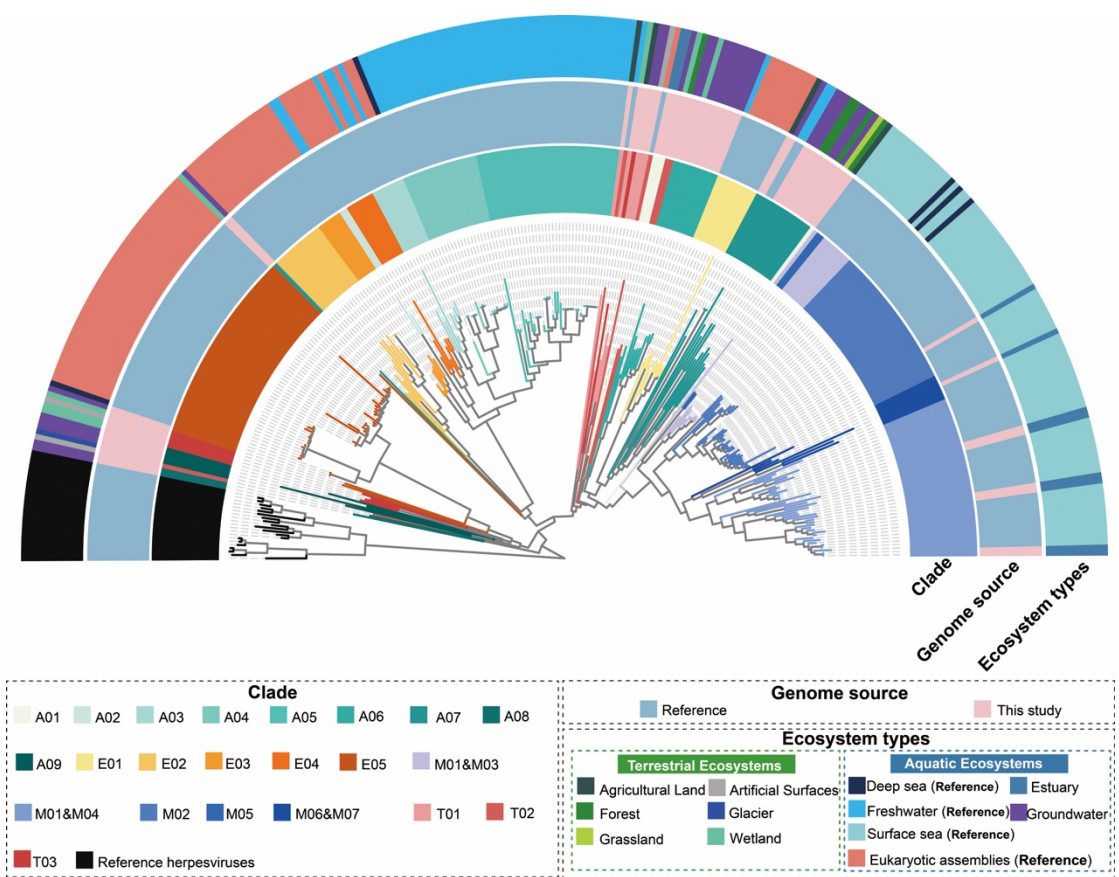 Clade
Genome source
Ecosystem types
Clade
A01 A02 A03 A04 A05 A06 A07 A08
A09 E01 E02 E03 E04 E05 M01&M03
M01&M04 M02 M05 M06&M07 T01 T02
T03 Reference herpesviruses
Genome source
Reference This study
Ecosystem types
Terrestrial Ecosystems
Agricultural Land Artificial Surfaces
Forest Glacier
Grassland Wetland
Aquatic Ecosystems
Deep sea (Reference) Estuary
Freshwater (Reference) Groundwater
Surface sea (Reference)
Eukaryotic assemblies (Reference)